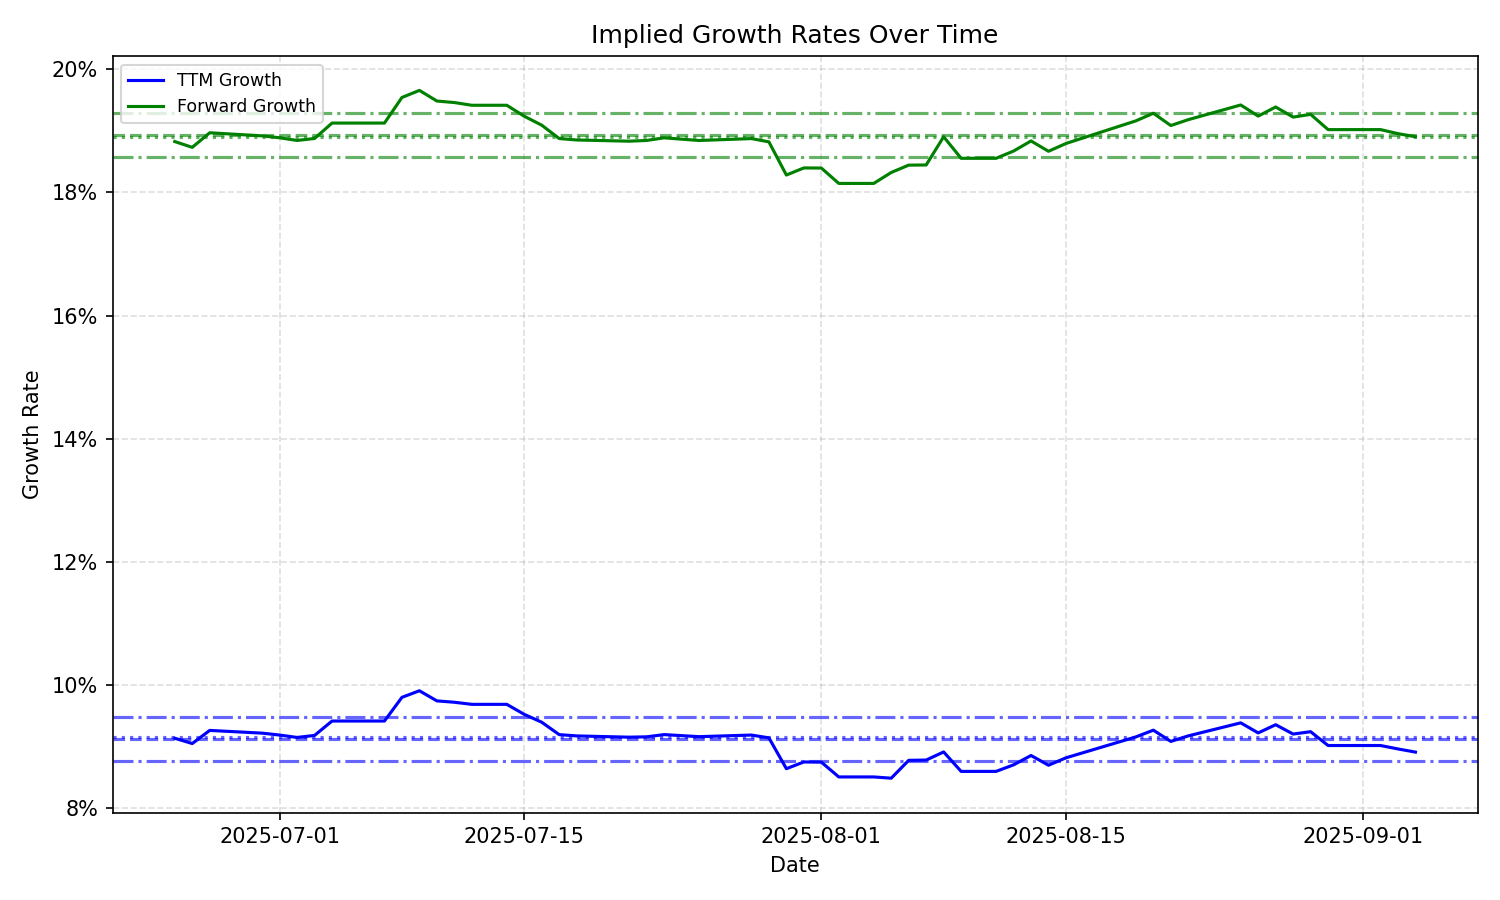 Implied Growth Rates Over Time
TTM Growth
Forward Growth
Growth Rate
20%
18%
16%
14%
12%
10%
8%
2025-07-01
2025-07-15
2025-08-01
2025-08-15
2025-09-01
Date